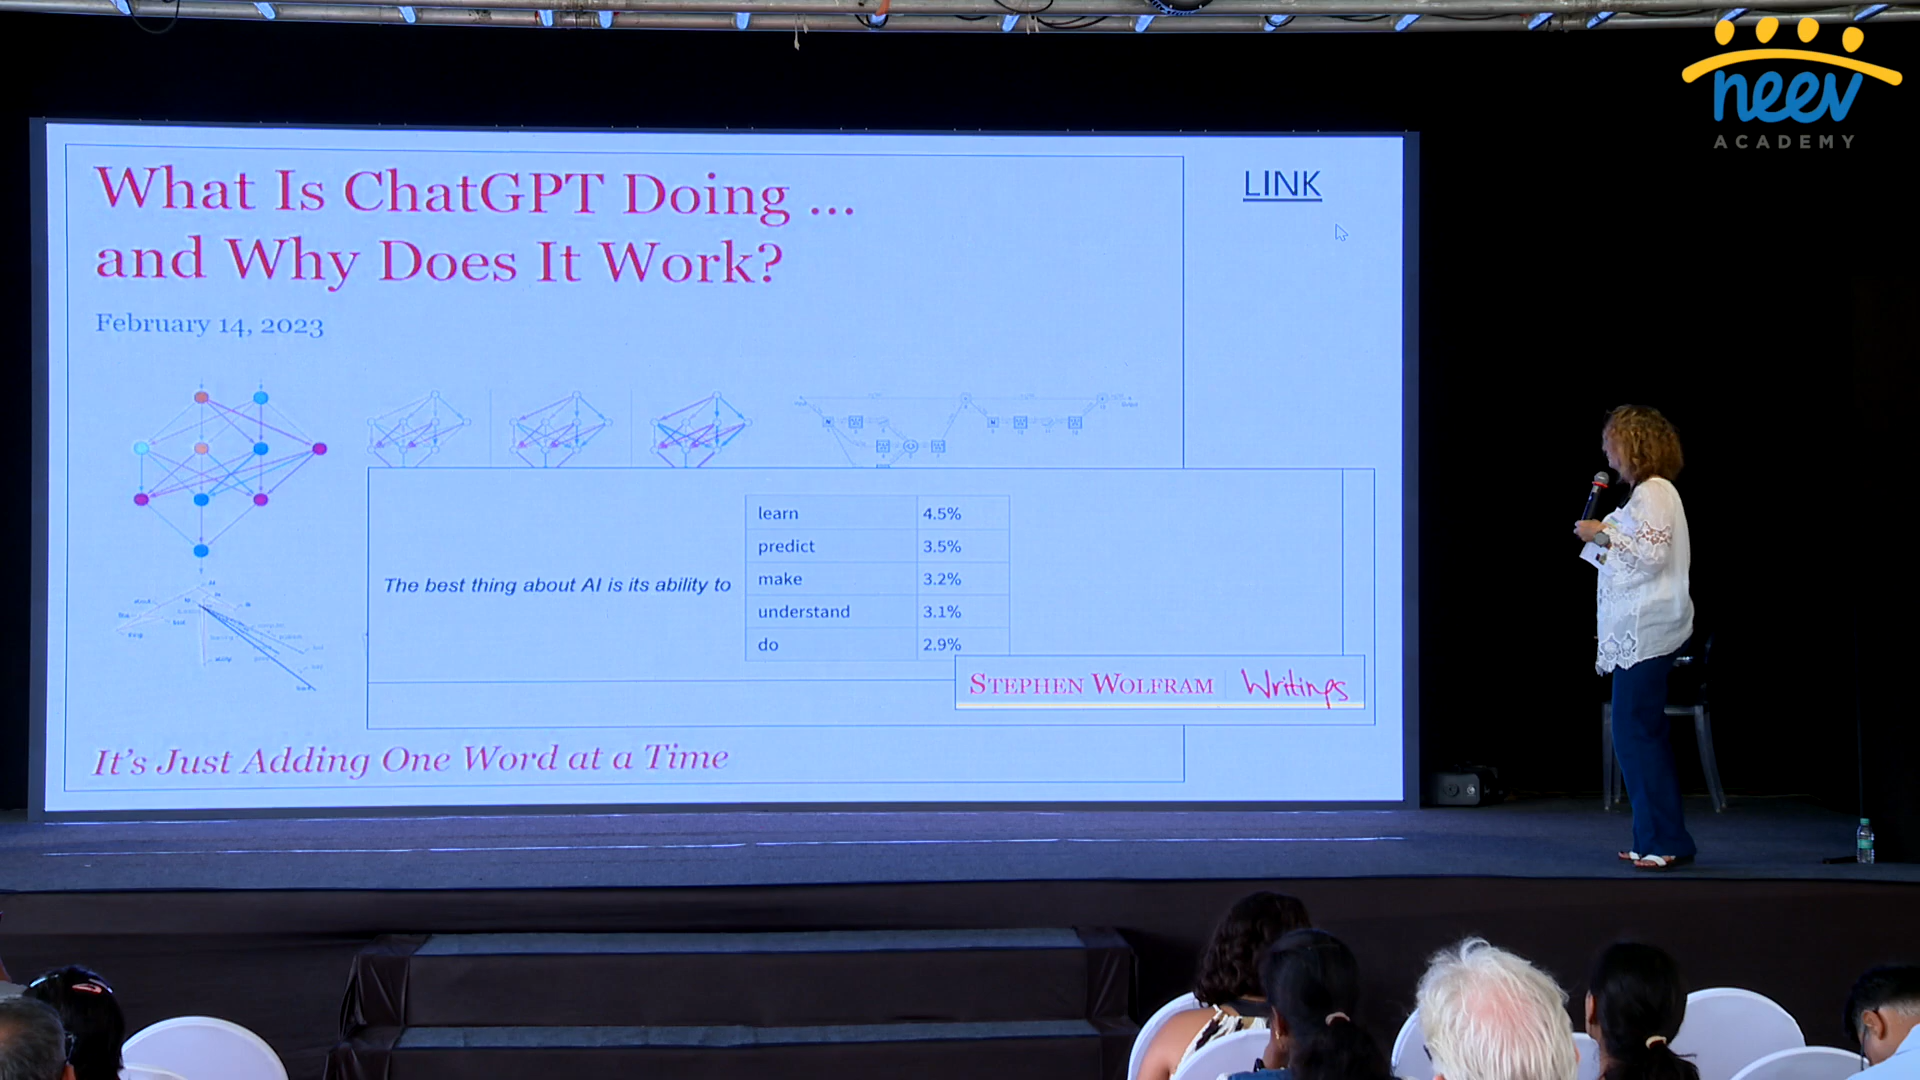 neev
ACADEMY
What Is ChatGPT Doing ...
and Why Does It Work?
LINK
February 14, 2023
The best thing about AI is its ability to
learn 4.5%
predict 3.5%
make 3.2%
understand 3.1%
do 2.9%
STEPHEN WOLFRAM Writings
It's Just Adding One Word at a Time